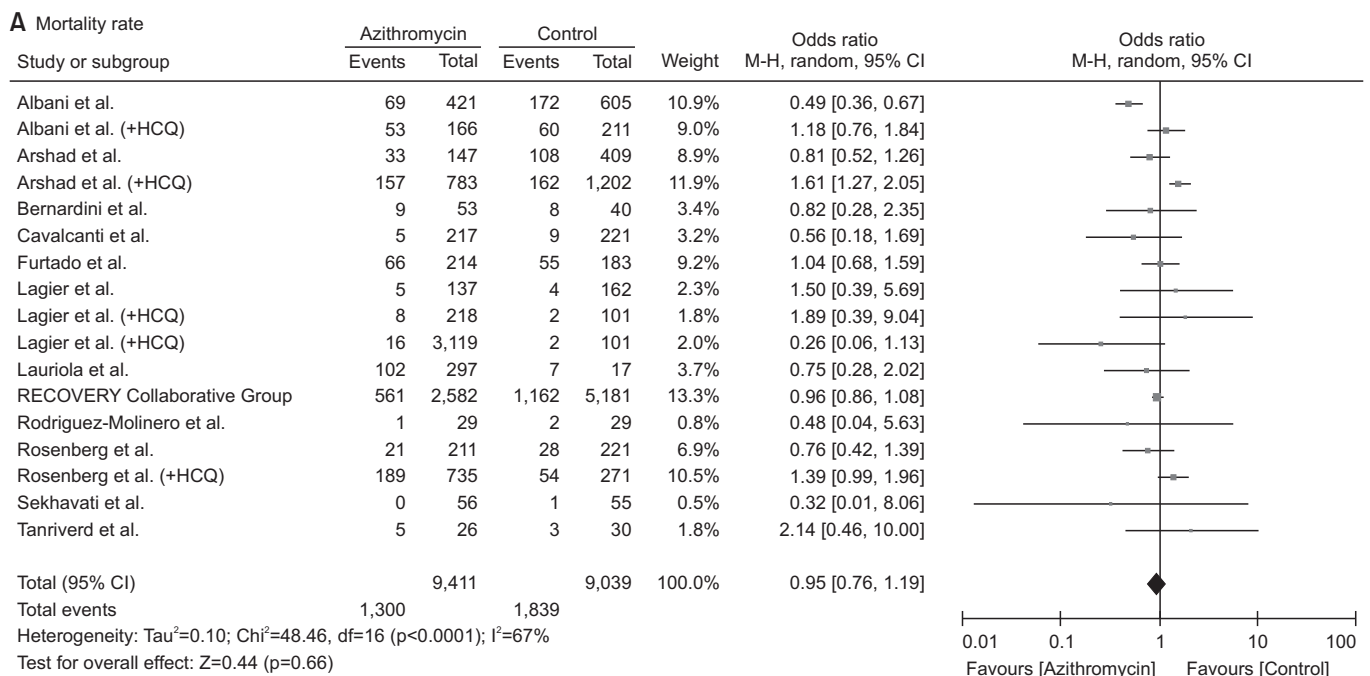 A Mortality rate
Azithromycin Control Odds ratio Odds ratio
Study or subgroup Events Total Events Total Weight M-H, random, 95% CI M-H, random, 95% CI
Albani et al. 69 421 172 605 10.9% 0.49 [0.36, 0.67]
Albani et al. (+HCQ) 53 166 60 211 9.0% 1.18 [0.76, 1.84]
Arshad et al. 33 147 108 409 8.9% 0.81 [0.52, 1.26]
Arshad et al. (+HCQ) 157 783 162 1,202 11.9% 1.61 [1.27, 2.05]
Bernardini et al. 9 53 8 40 3.4% 0.82 [0.28, 2.35]
Cavalcanti et al. 5 217 9 221 3.2% 0.56 [0.18, 1.69]
Furtado et al. 66 214 55 183 9.2% 1.04 [0.68, 1.59]
Lagier et al. 5 137 4 162 2.3% 1.50 [0.39, 5.69]
Lagier et al. (+HCQ) 8 218 2 101 1.8% 1.89 [0.39, 9.04]
Lagier et al. (+HCQ) 16 3,119 2 101 2.0% 0.26 [0.06, 1.13]
Lauriola et al. 102 297 7 17 3.7% 0.75 [0.28, 2.02]
RECOVERY Collaborative Group 561 2,582 1,162 5,181 13.3% 0.96 [0.86, 1.08]
Rodriguez-Molinero et al. 1 29 2 29 0.8% 0.48 [0.04, 5.63]
Rosenberg et al. 21 211 28 221 6.9% 0.76 [0.42, 1.39]
Rosenberg et al. (+HCQ) 189 735 54 271 10.5% 1.39 [0.99, 1.96]
Sekhavati et al. 0 56 1 55 0.5% 0.32 [0.01, 8.06]
Tanriverd et al. 5 26 3 30 1.8% 2.14 [0.46, 10.00]
Total (95% CI) 9,411 9,039 100.0% 0.95 [0.76, 1.19]
Total events 1,300 1,839
Heterogeneity: Tau²=0.10; Chi²=48.46, df=16 (p<0.0001); I²=67%
Test for overall effect: Z=0.44 (p=0.66)
0.01 0.1 1 10 100
Favours [Azithromycin] Favours [Control]